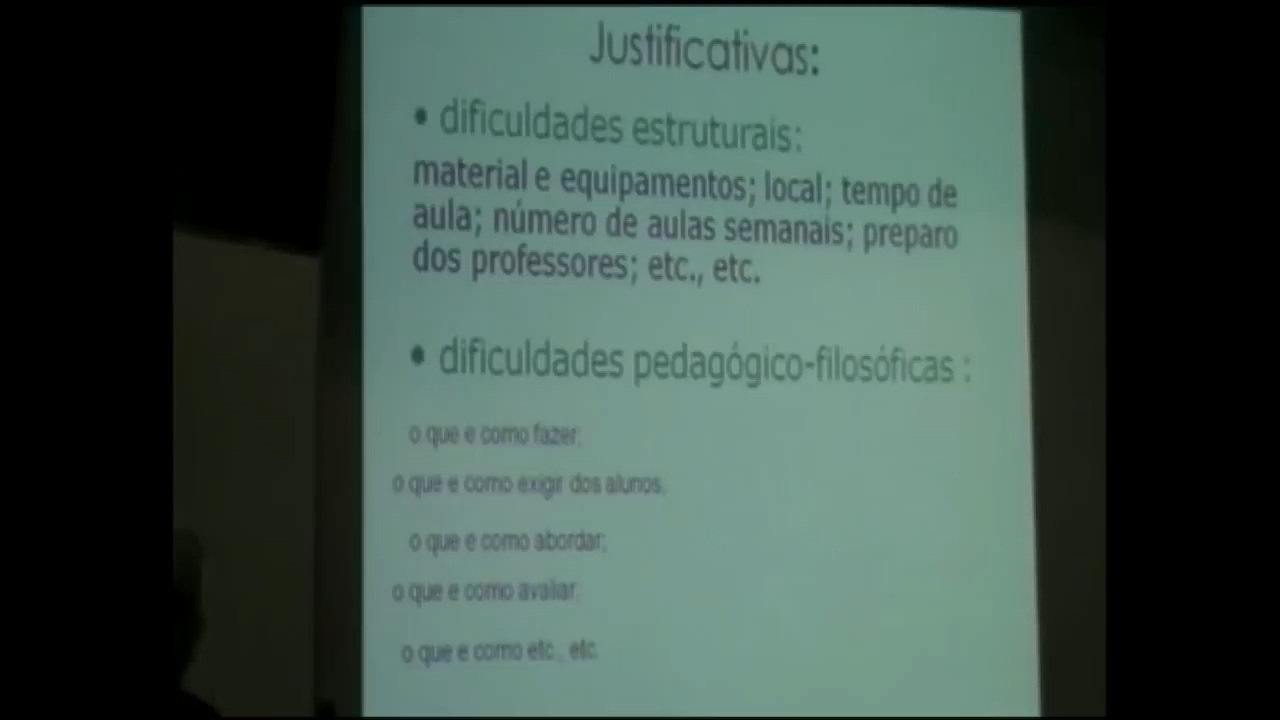 Justificativas:
• dificuldades estruturais:
material e equipamentos; local; tempo de
aula; número de aulas semanais; preparo
dos professores; etc., etc.
• dificuldades pedagógico-filosóficas :
o que e como fazer;
o que e como exigir dos alunos;
o que e como abordar;
o que e como avaliar;
o que e como etc., etc.